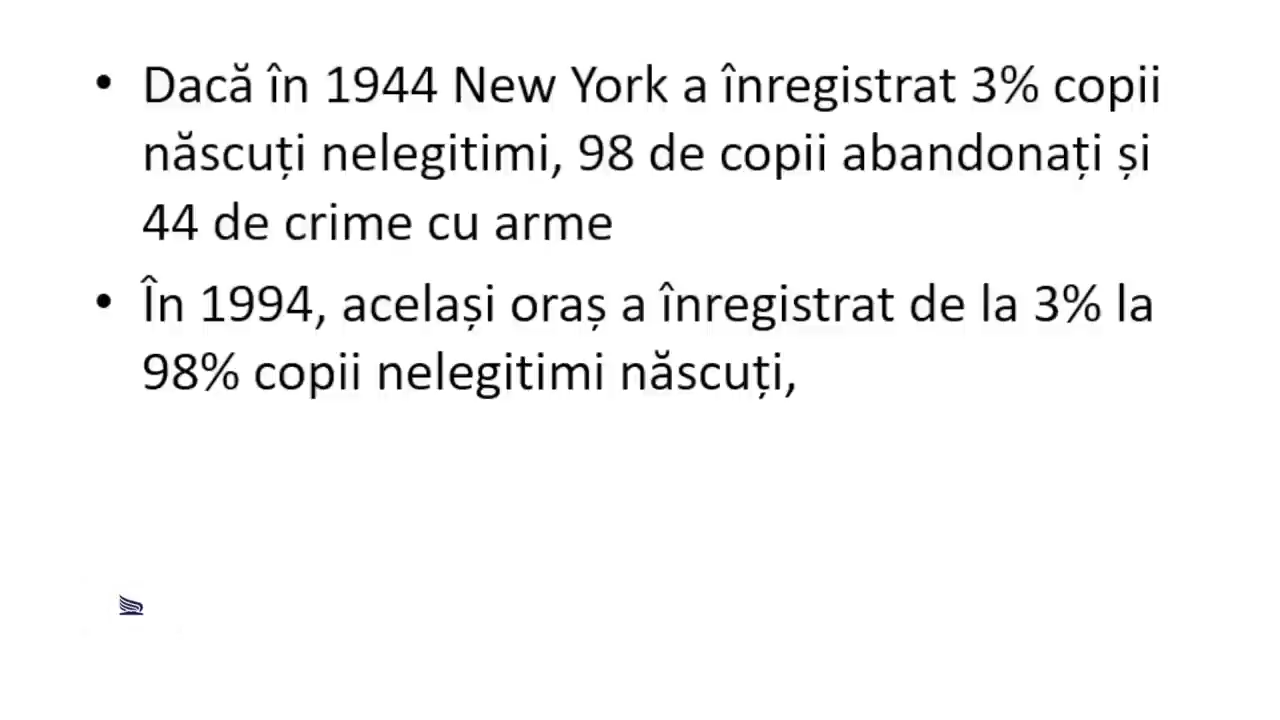 • Dacă în 1944 New York a înregistrat 3% copii
născuți nelegitimi, 98 de copii abandonați și
44 de crime cu arme
• În 1994, același oraș a înregistrat de la 3% la
98% copii nelegitimi născuți,